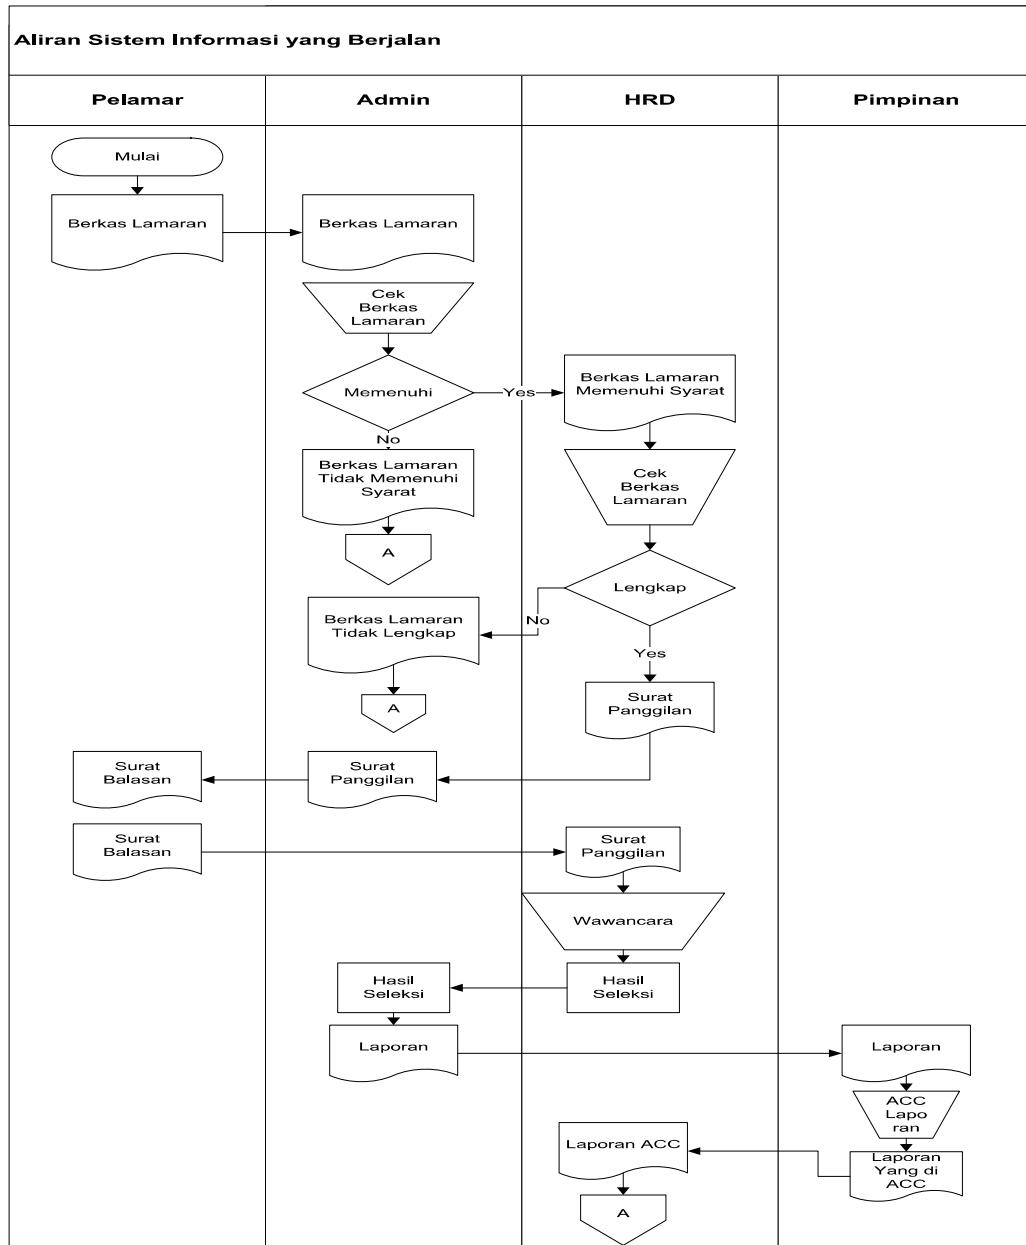 Aliran Sistem Informasi yang Berjalan
Pelamar
Admin
HRD
Pimpinan
Mulai
Berkas Lamaran
Berkas Lamaran
Cek
Berkas
Lamaran
Memenuhi
Yes
Berkas Lamaran
Memenuhi Syarat
No
Berkas Lamaran
Tidak Memenuhi
Syarat
Cek
Berkas
Lamaran
A
Lengkap
No
Berkas Lamaran
Tidak Lengkap
Yes
A
Surat
Panggilan
Surat
Balasan
Surat
Panggilan
Surat
Balasan
Surat
Panggilan
Wawancara
Hasil
Seleksi
Hasil
Seleksi
Laporan
Laporan
ACC
Lapo
ran
Laporan ACC
Laporan
Yang di
ACC
A